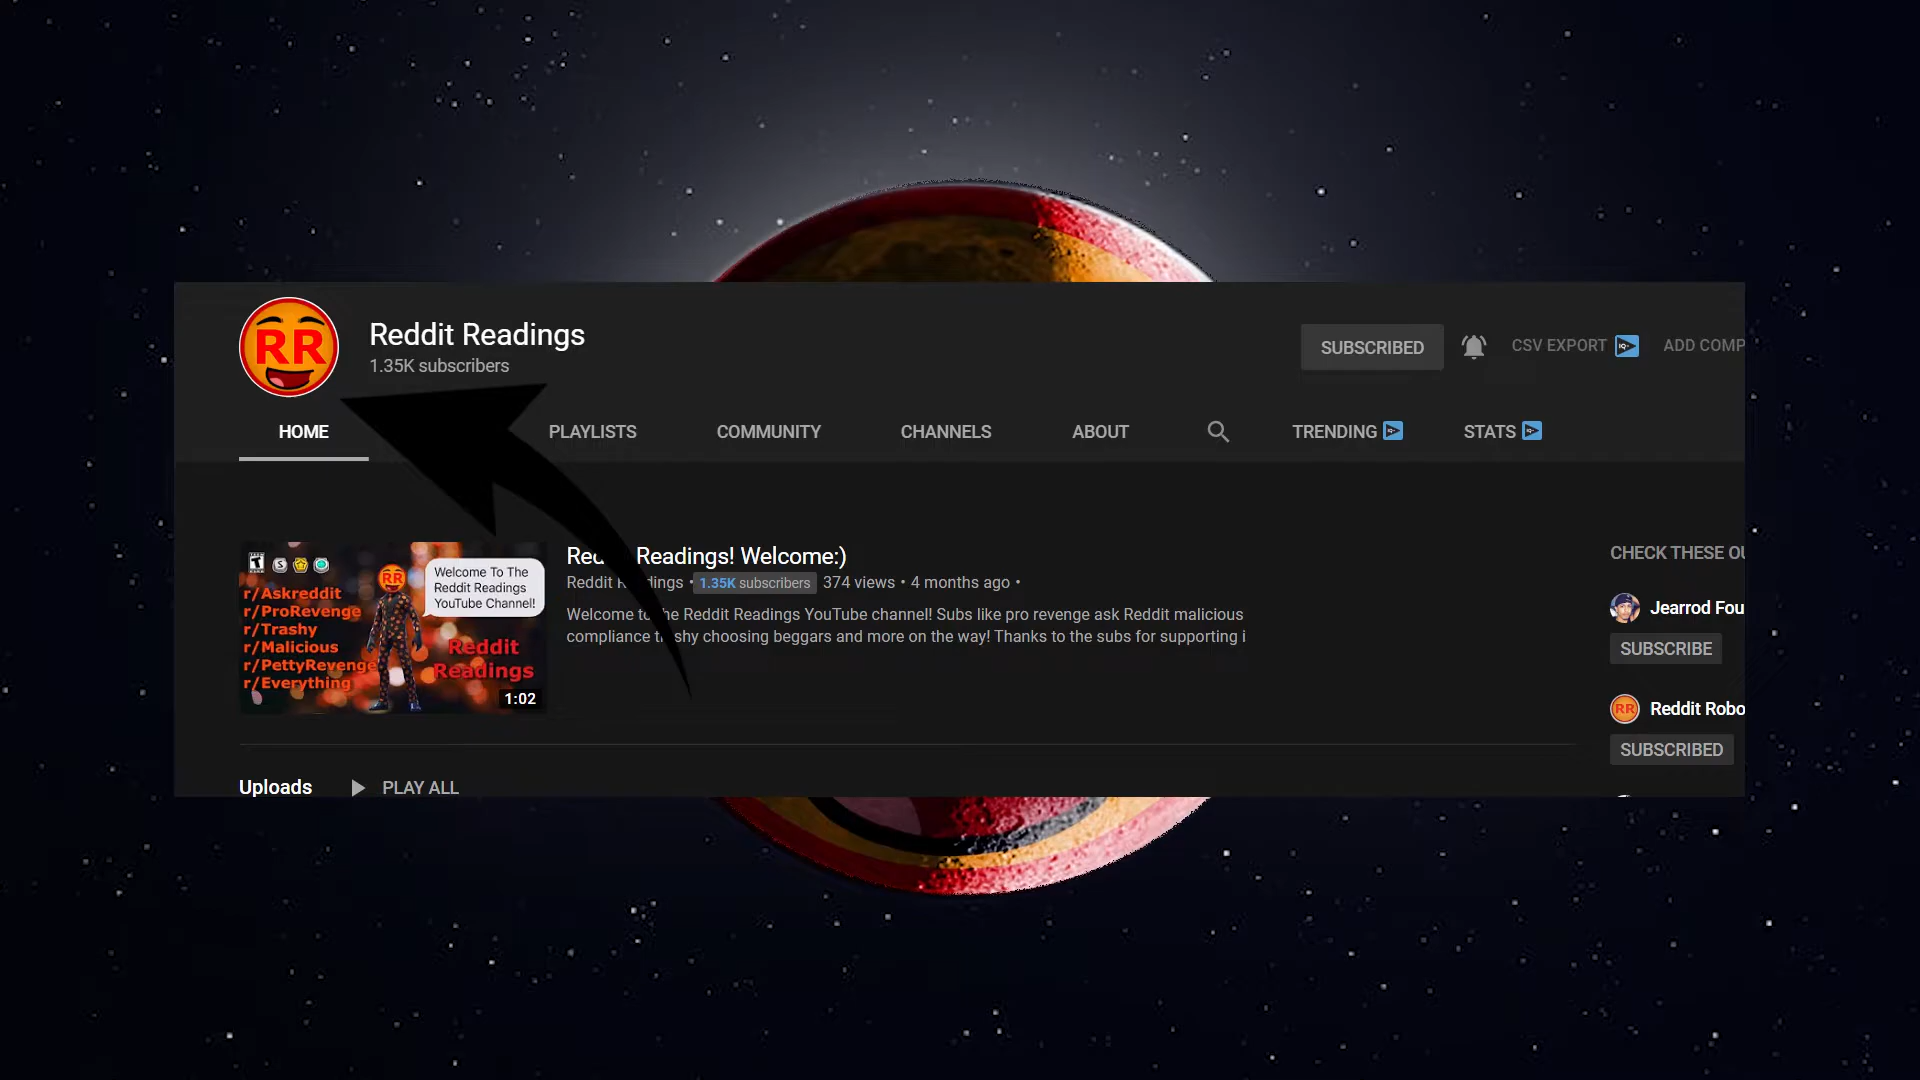 RR
Reddit Readings
1.35K subscribers
SUBSCRIBED
CSV EXPORT
ADD COMP
HOME
PLAYLISTS
COMMUNITY
CHANNELS
ABOUT
TRENDING
STATS
r/Askreddit
r/ProRevenge
r/Trashy
r/Malicious
r/PettyRevenge
r/Everything
RR
Welcome To The
Reddit Readings
YouTube Channel!
Reddit
Readings
1:02
Readings! Welcome:)
Reddit • 1.35K subscribers 374 views • 4 months ago •
Welcome the Reddit Readings YouTube channel! Subs like pro revenge ask Reddit malicious
compliance choosing beggars and more on the way! Thanks to the subs for supporting i
CHECK THESE OU
Jearrod Fou
SUBSCRIBE
RR
Reddit Robo
SUBSCRIBED
Uploads
PLAY ALL